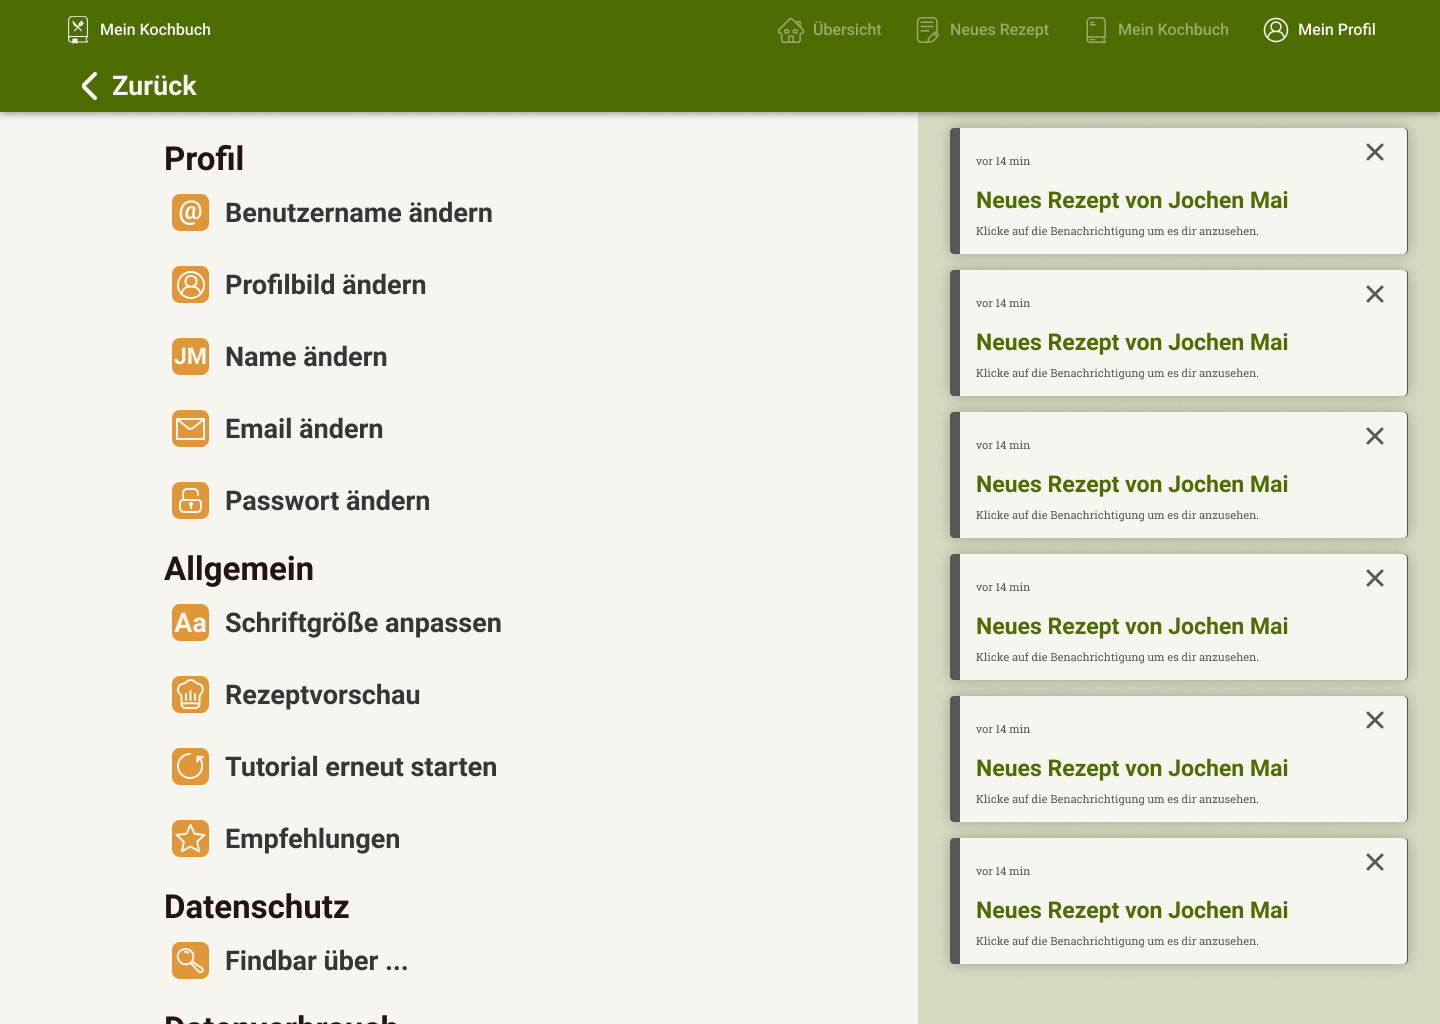 Mein Kochbuch
Übersicht
Neues Rezept
Mein Kochbuch
Mein Profil
Zurück
Profil
@ Benutzername ändern
Profilbild ändern
JM Name ändern
Email ändern
Passwort ändern
Allgemein
Aa Schriftgröße anpassen
Rezeptvorschau
Tutorial erneut starten
Empfehlungen
Datenschutz
Findbar über ...
Datenverbrauch
vor 14 min
Neues Rezept von Jochen Mai
Klicke auf die Benachrichtigung um es dir anzusehen.
vor 14 min
Neues Rezept von Jochen Mai
Klicke auf die Benachrichtigung um es dir anzusehen.
vor 14 min
Neues Rezept von Jochen Mai
Klicke auf die Benachrichtigung um es dir anzusehen.
vor 14 min
Neues Rezept von Jochen Mai
Klicke auf die Benachrichtigung um es dir anzusehen.
vor 14 min
Neues Rezept von Jochen Mai
Klicke auf die Benachrichtigung um es dir anzusehen.
vor 14 min
Neues Rezept von Jochen Mai
Klicke auf die Benachrichtigung um es dir anzusehen.